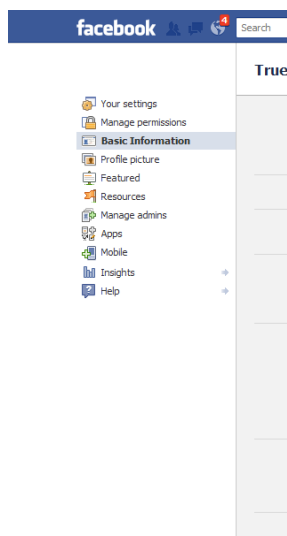 facebook
4
Search
True
Your settings
Manage permissions
Basic Information
Profile picture
Featured
Resources
Manage admins
Apps
Mobile
Insights
Help